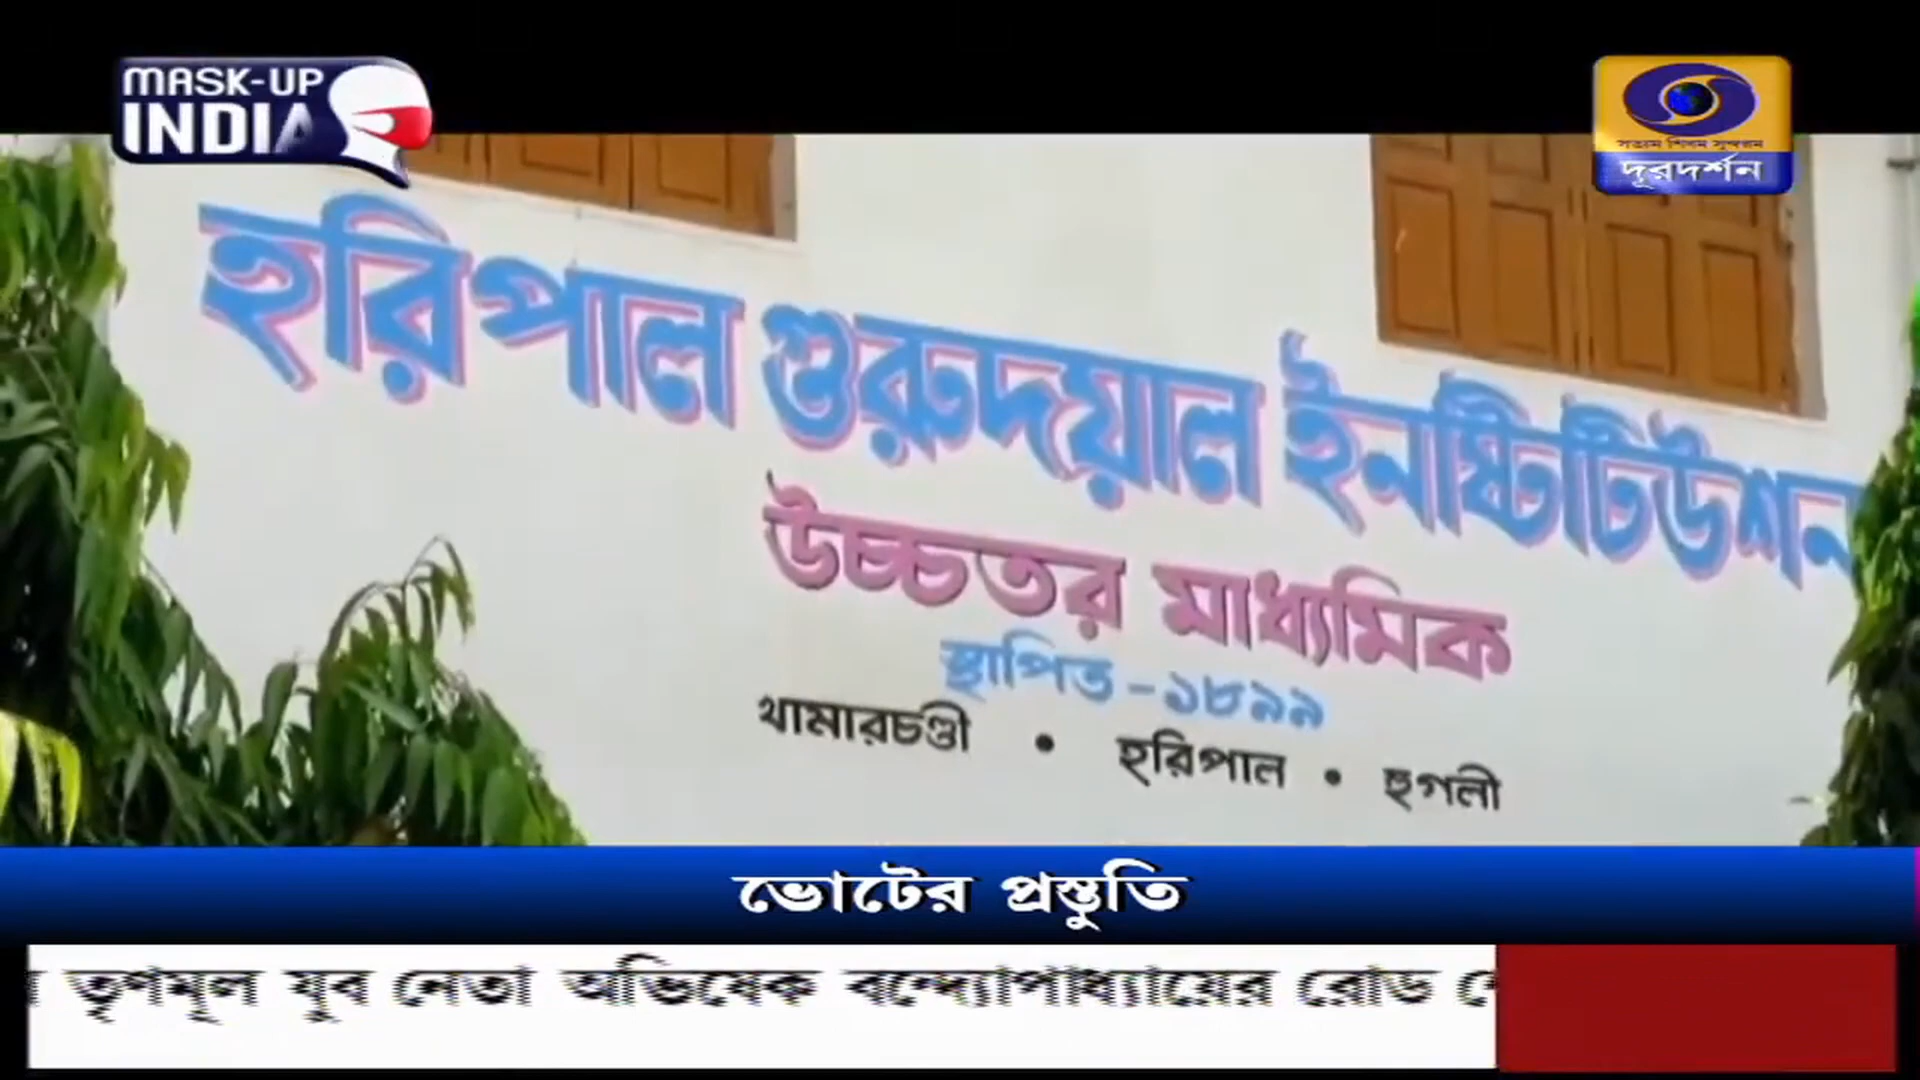 MASK-UP
INDIA
সত্যম শিবম সুন্দরম
দূরদর্শন
হরিপাল গুরুদয়াল ইনষ্টিটিউশন
উচ্চতর মাধ্যমিক
স্থাপিত - ১৮৯৯
খামারচণ্ডী • হরিপাল • হুগলী
ভোটের প্রস্তুতি
তৃণমূল যুব নেতা অভিষেক বন্দ্যোপাধ্যায়ের রোড